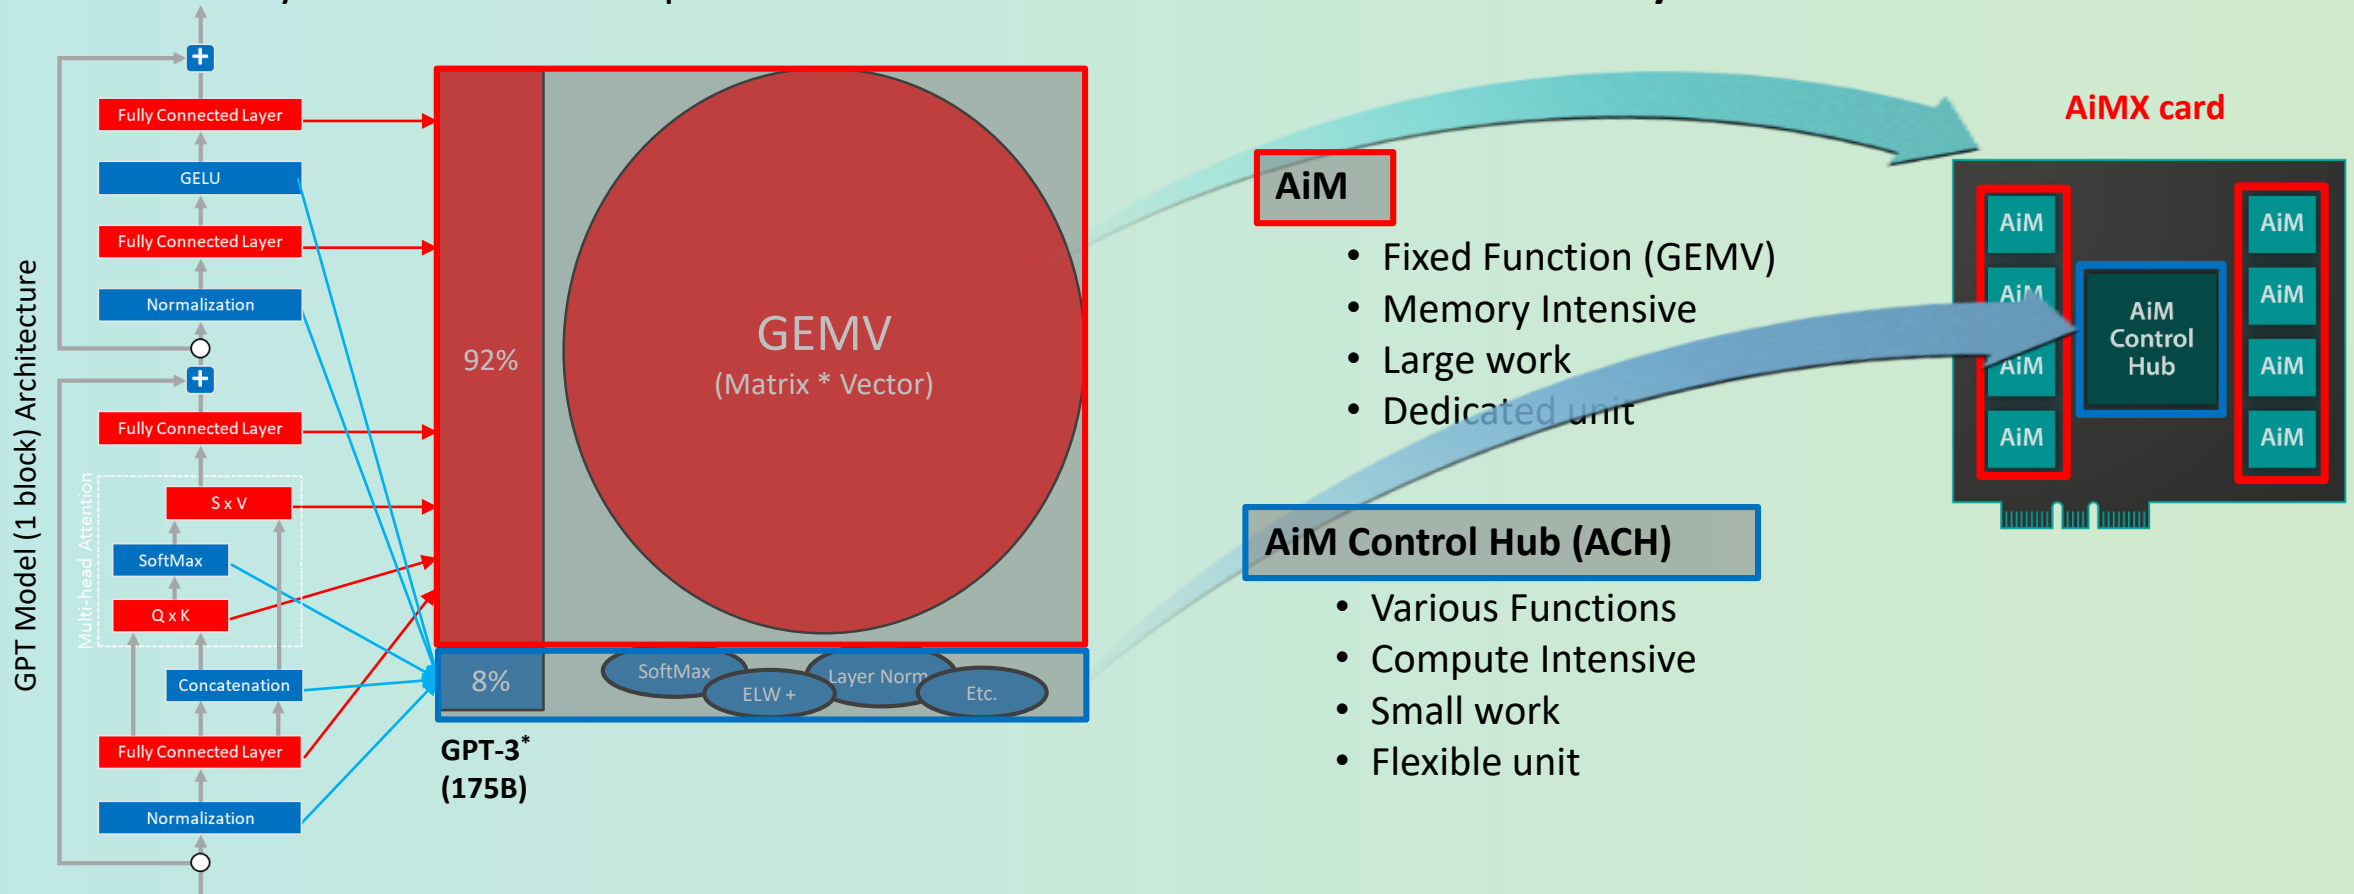 GPT Model (1 block) Architecture
Fully Connected Layer
GELU
Fully Connected Layer
Normalization
Fully Connected Layer
Multi-head Attention
S x V
SoftMax
Q x K
Concatenation
Fully Connected Layer
Normalization
92%
GEMV
(Matrix * Vector)
8%
SoftMax
ELW +
Layer Norm
Etc.
GPT-3*
(175B)
AiM
• Fixed Function (GEMV)
• Memory Intensive
• Large work
• Dedicated unit
AiM Control Hub (ACH)
• Various Functions
• Compute Intensive
• Small work
• Flexible unit
AiMX card
AiM
AiM
AiM
AiM
AiM
Control
Hub
AiM
AiM
AiM
AiM